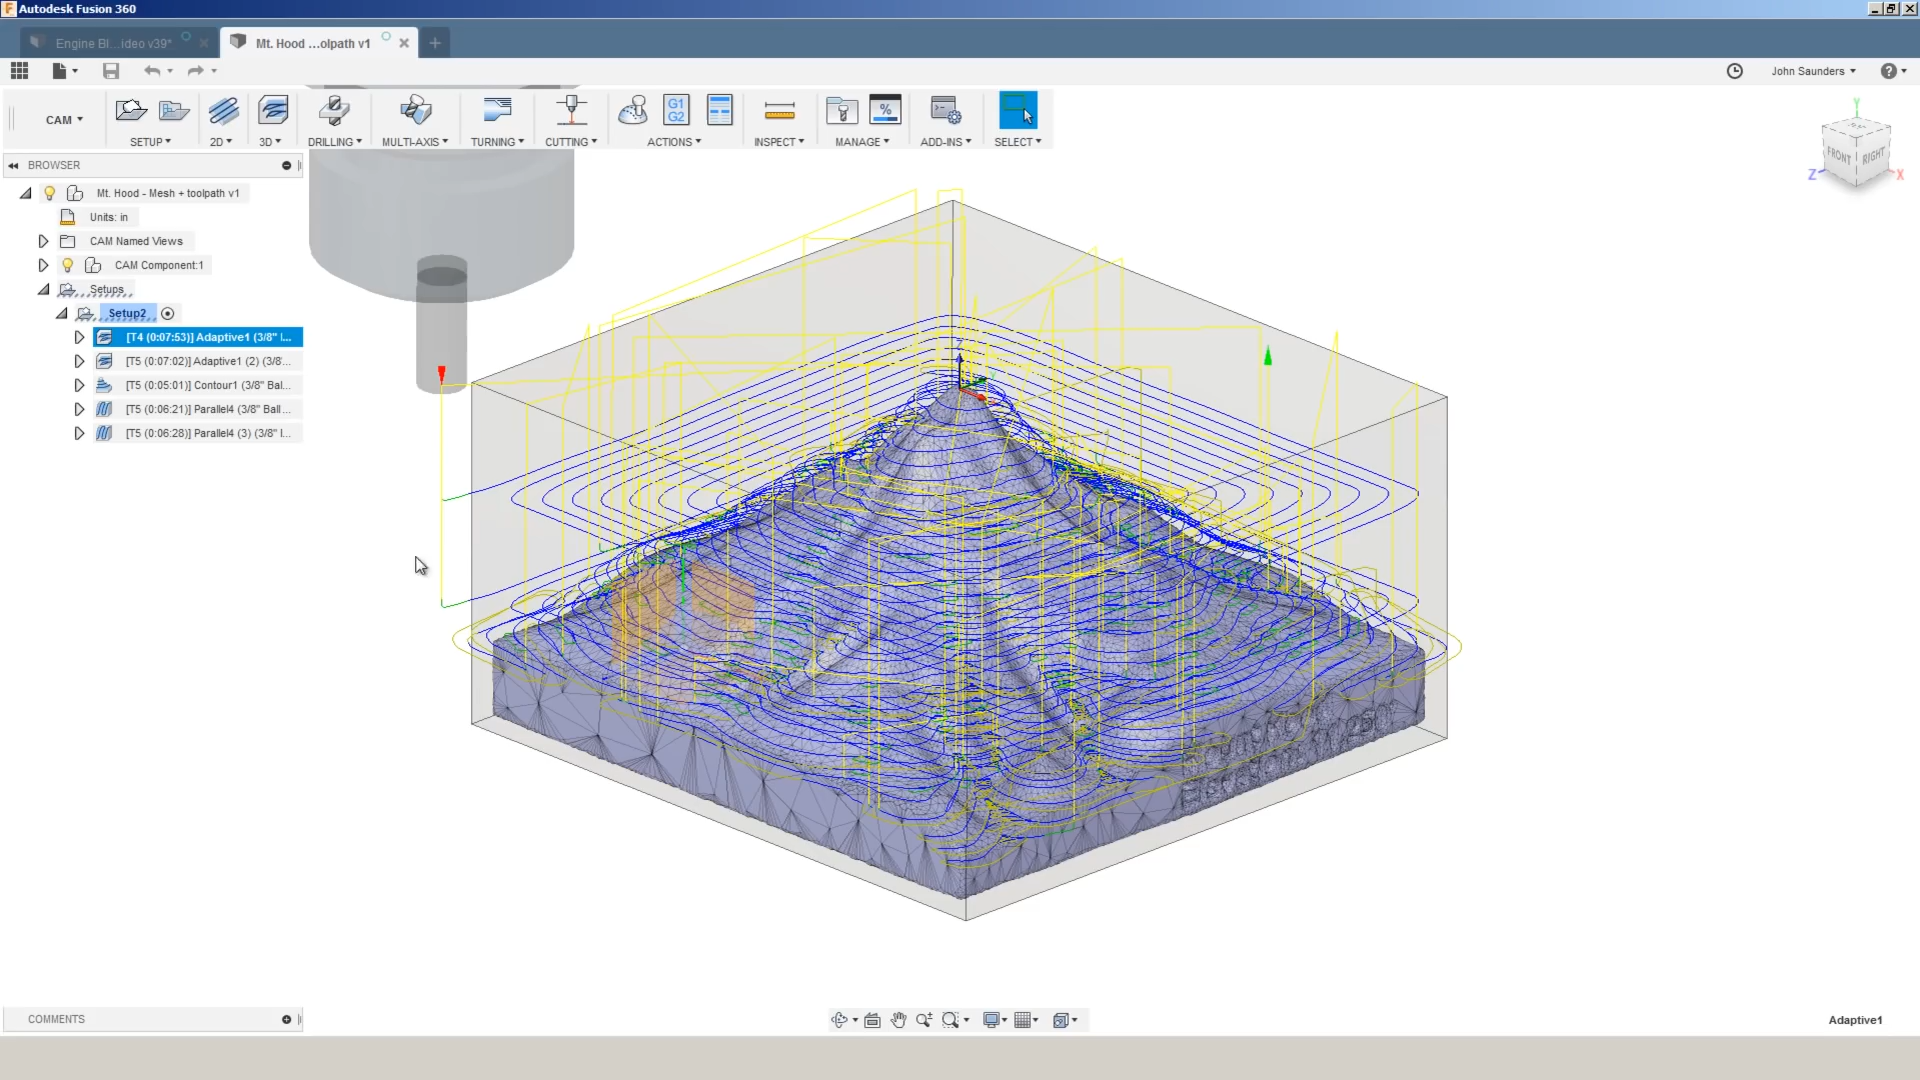 Autodesk Fusion 360
Engine Bl...ideo v39*
Mt. Hood ...olpath v1
John Saunders
CAM
G1
G2
%
SETUP
2D
3D
DRILLING
MULTI-AXIS
TURNING
CUTTING
ACTIONS
INSPECT
MANAGE
ADD-INS
SELECT
Y
FRONT
RIGHT
Z
X
BROWSER
Mt. Hood - Mesh + toolpath v1
Units: in
CAM Named Views
CAM Component:1
Setups
Setup2
[T4 (0:07:53)] Adaptive1 (3/8" I...
[T5 (0:07:02)] Adaptive1 (2) (3/8'...
[T5 (0:05:01)] Contour1 (3/8" Bal...
[T5 (0:06:21)] Parallel4 (3/8" Ball ...
[T5 (0:06:28)] Parallel4 (3) (3/8" I...
Z
COMMENTS
Adaptive1